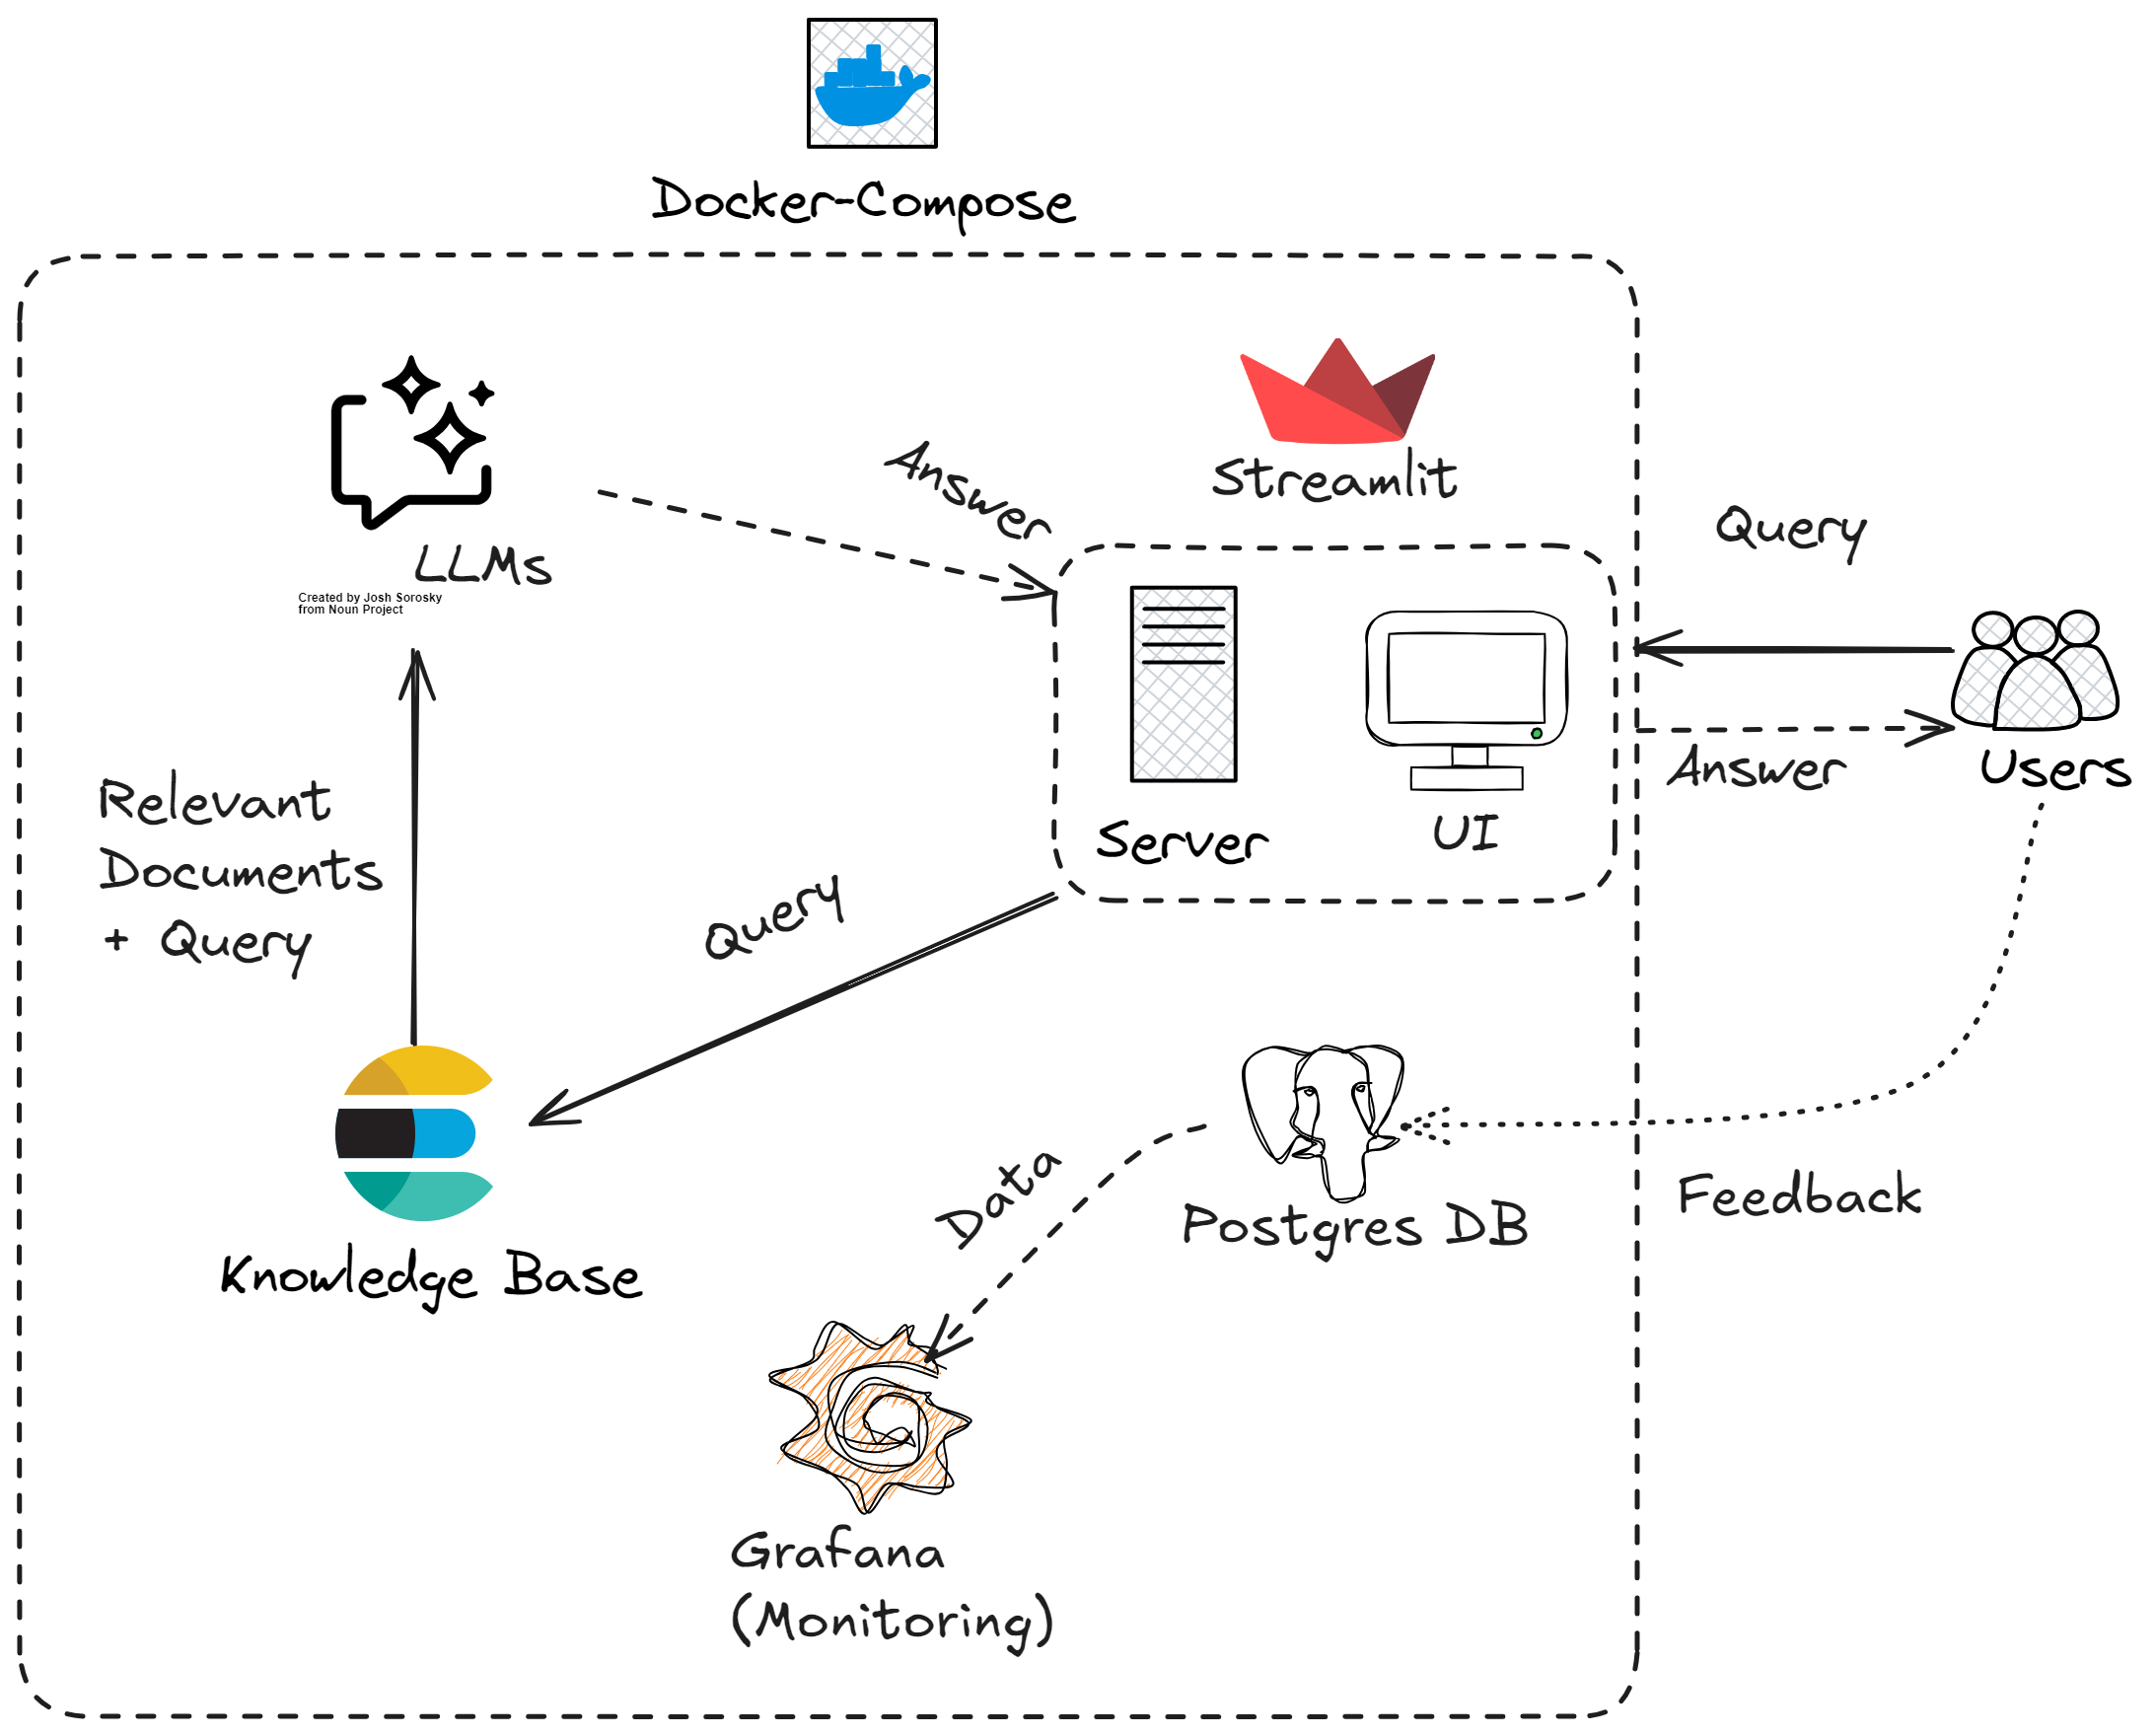 Docker-Compose
Streamlit
Answer
Query
LLMs
Created by Josh Sorosky
from Noun Project
Answer
Users
Relevant
Documents
+ Query
Server
UI
Query
Data
Postgres DB
Feedback
Knowledge Base
Grafana
(Monitoring)